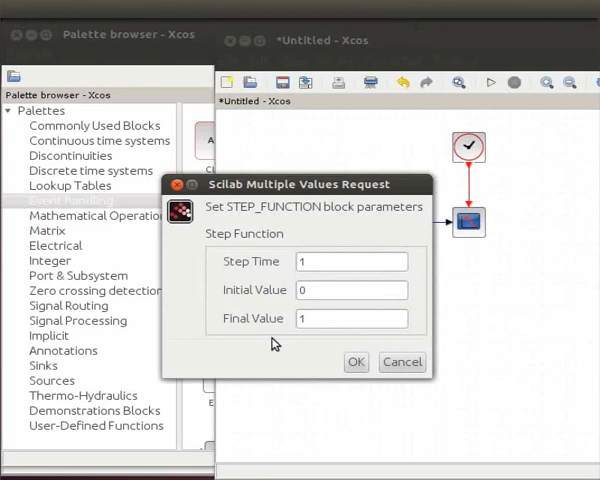 Palette browser - Xcos
*Untitled - Xcos
Palette browser - Xcos
*Untitled - Xcos
Palettes
Commonly Used Blocks
Continuous time systems
Discontinuities
Discrete time systems
Lookup Tables
Event handling
Mathematical Operation
Matrix
Electrical
Integer
Port & Subsystem
Zero crossing detection
Signal Routing
Signal Processing
Implicit
Annotations
Sinks
Sources
Thermo-Hydraulics
Demonstrations Blocks
User-Defined Functions
A
E
Scilab Multiple Values Request
Set STEP_FUNCTION block parameters
Step Function
Step Time 1
Initial Value 0
Final Value 1
OK Cancel